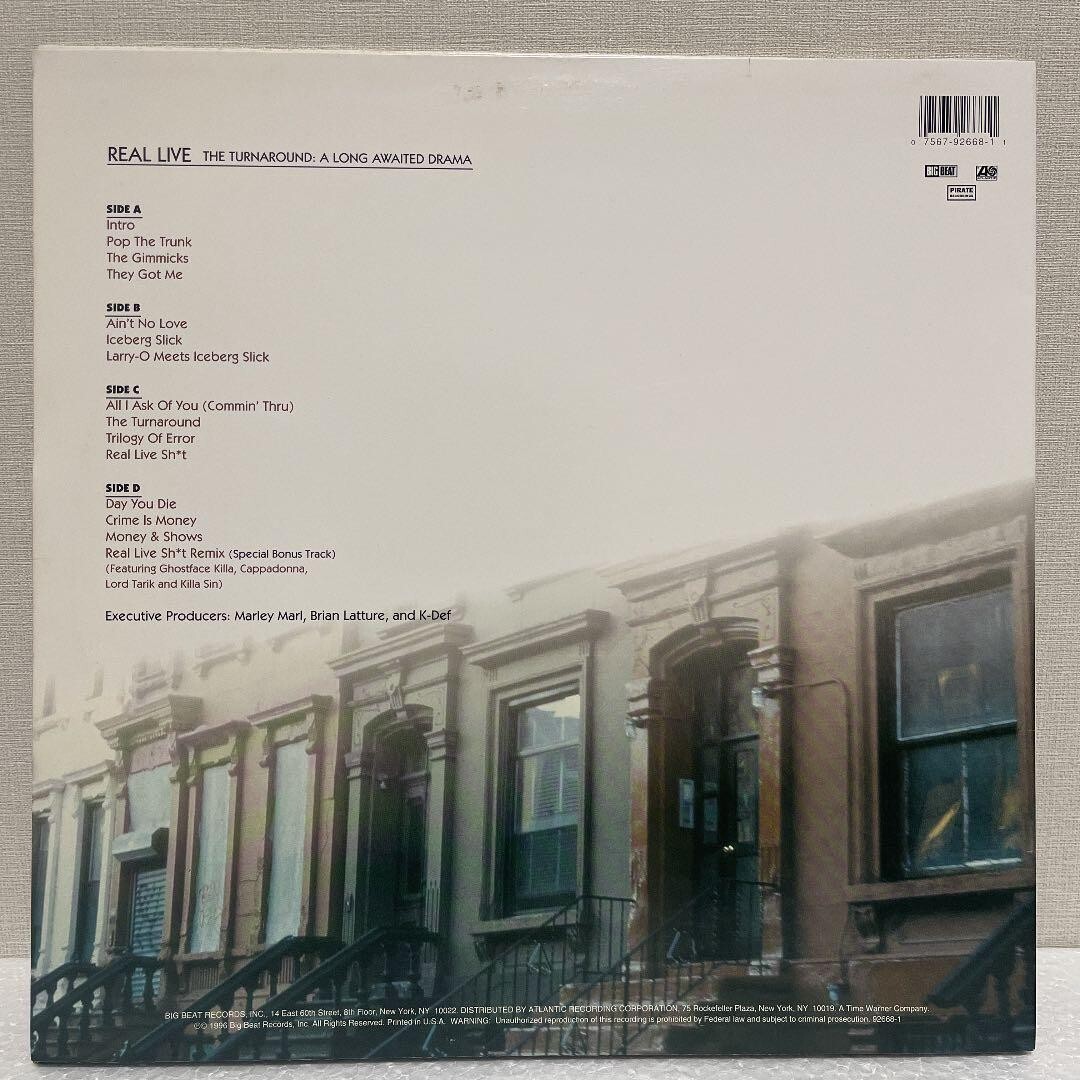 REAL LIVE THE TURNAROUND: A LONG AWAITED DRAMA
0 7567-92668-1 1
BIG BEAT
PIRATE
SIDE A
Intro
Pop The Trunk
The Gimmicks
They Got Me
SIDE B
Ain't No Love
Iceberg Slick
Larry-O Meets Iceberg Slick
SIDE C
All I Ask Of You (Commin' Thru)
The Turnaround
Trilogy Of Error
Real Live Sh*t
SIDE D
Day You Die
Crime Is Money
Money & Shows
Real Live Sh*t Remix (Special Bonus Track)
(Featuring Ghostface Killa, Cappadonna,
Lord Tarik and Killa Sin)
Executive Producers: Marley Marl, Brian Latture, and K-Def
BIG BEAT RECORDS, INC., 14 East 60th Street, 8th Floor, New York, NY 10022. DISTRIBUTED BY ATLANTIC RECORDING CORPORATION, 75 Rockefeller Plaza, New York, NY 10019. A Time Warner Company.
℗© 1996 Big Beat Records, Inc. All Rights Reserved. Printed in U.S.A. WARNING: Unauthorized reproduction of this recording is prohibited by Federal law and subject to criminal prosecution. 92668-1